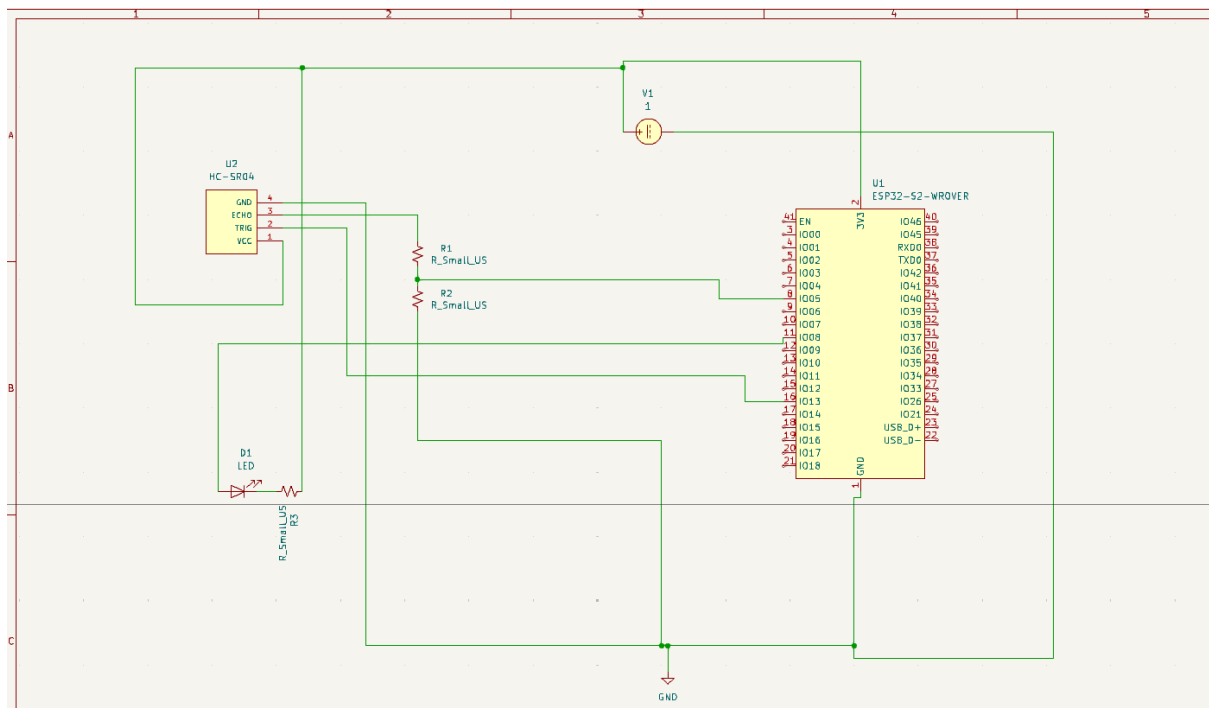 1 2 3 4 5
A
B
C
V1
1
U2
HC-SR04
GND 4
ECHO 3
TRIG 2
VCC 1
R1
R_Small_US
R2
R_Small_US
D1
LED
R_Small_US
R3
U1
ESP32-S2-WROVER
2
3V3
41 EN
3 IO00
4 IO01
5 IO02
6 IO03
7 IO04
8 IO05
9 IO06
10 IO07
11 IO08
12 IO09
13 IO10
14 IO11
15 IO12
16 IO13
17 IO14
18 IO15
19 IO16
20 IO17
21 IO18
IO46 40
IO45 39
RXD0 38
TXD0 37
IO42 36
IO41 35
IO40 34
IO39 33
IO38 32
IO37 31
IO36 30
IO35 29
IO34 28
IO33 27
IO26 25
IO21 24
USB_D+ 23
USB_D- 22
GND
1
GND